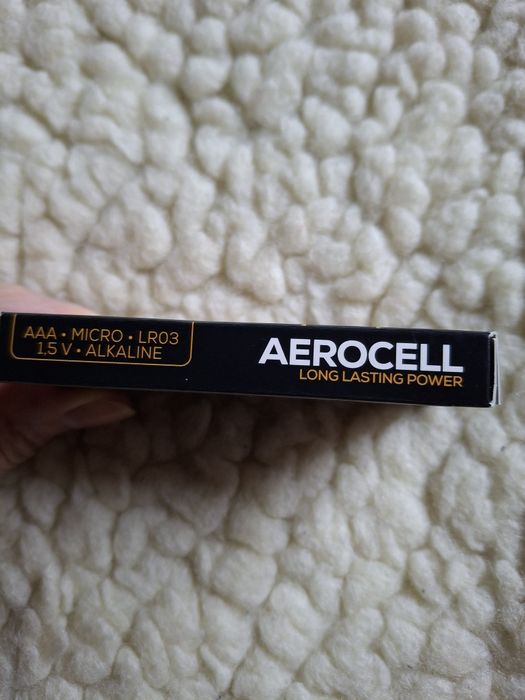 AAA • MICRO • LR03
1,5 V • ALKALINE
AEROCELL
LONG LASTING POWER